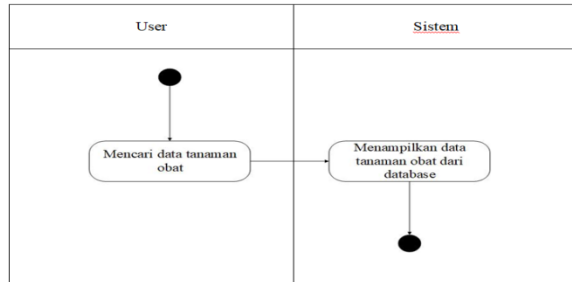 User
Sistem
Mencari data tanaman
obat
Menampilkan data
tanaman obat dari
database